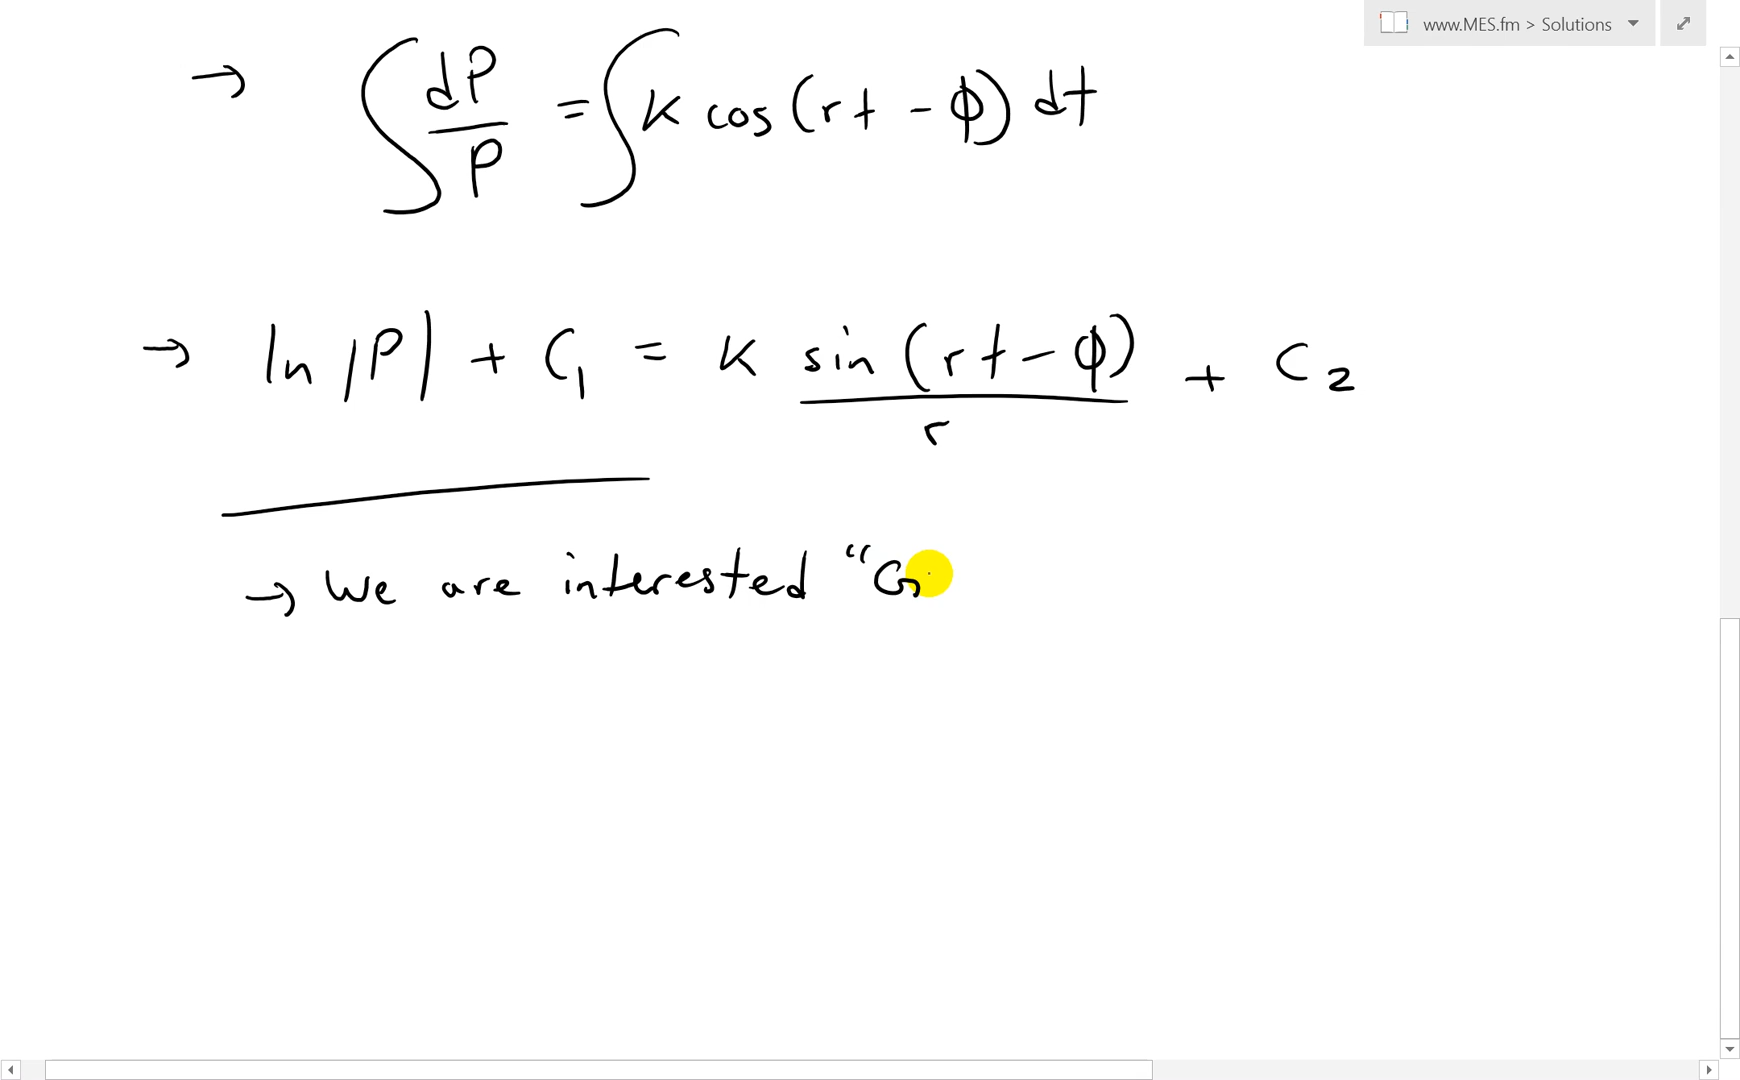 www.MES.fm > Solutions
→ ∫ dP/P = ∫ k cos(rt - φ) dt
→ ln |P| + C₁ = k sin(rt - φ)/r + C₂
→ We are interested "G